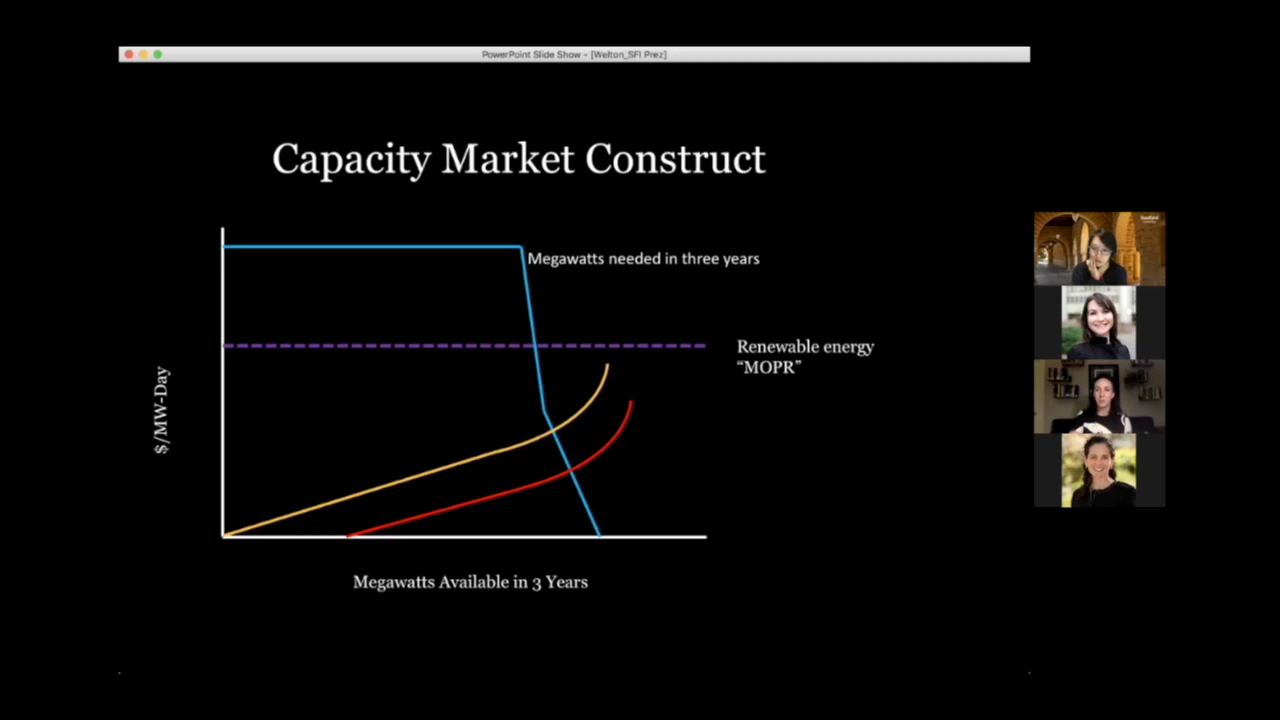 PowerPoint Slide Show - [Welton_SFI Prez]
Capacity Market Construct
Megawatts needed in three years
Renewable energy
“MOPR”
$/MW-Day
Megawatts Available in 3 Years
Stanford